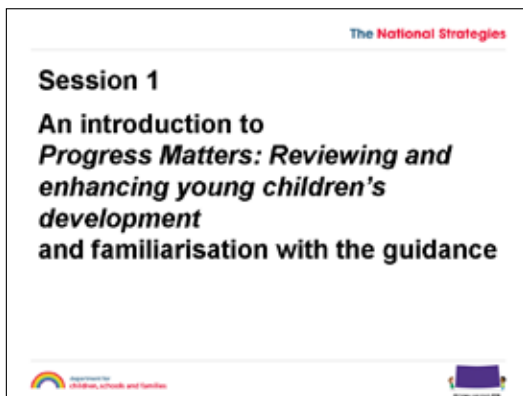 The National Strategies
Session 1
An introduction to
Progress Matters: Reviewing and
enhancing young children's
development
and familiarisation with the guidance
department for
children, schools and families